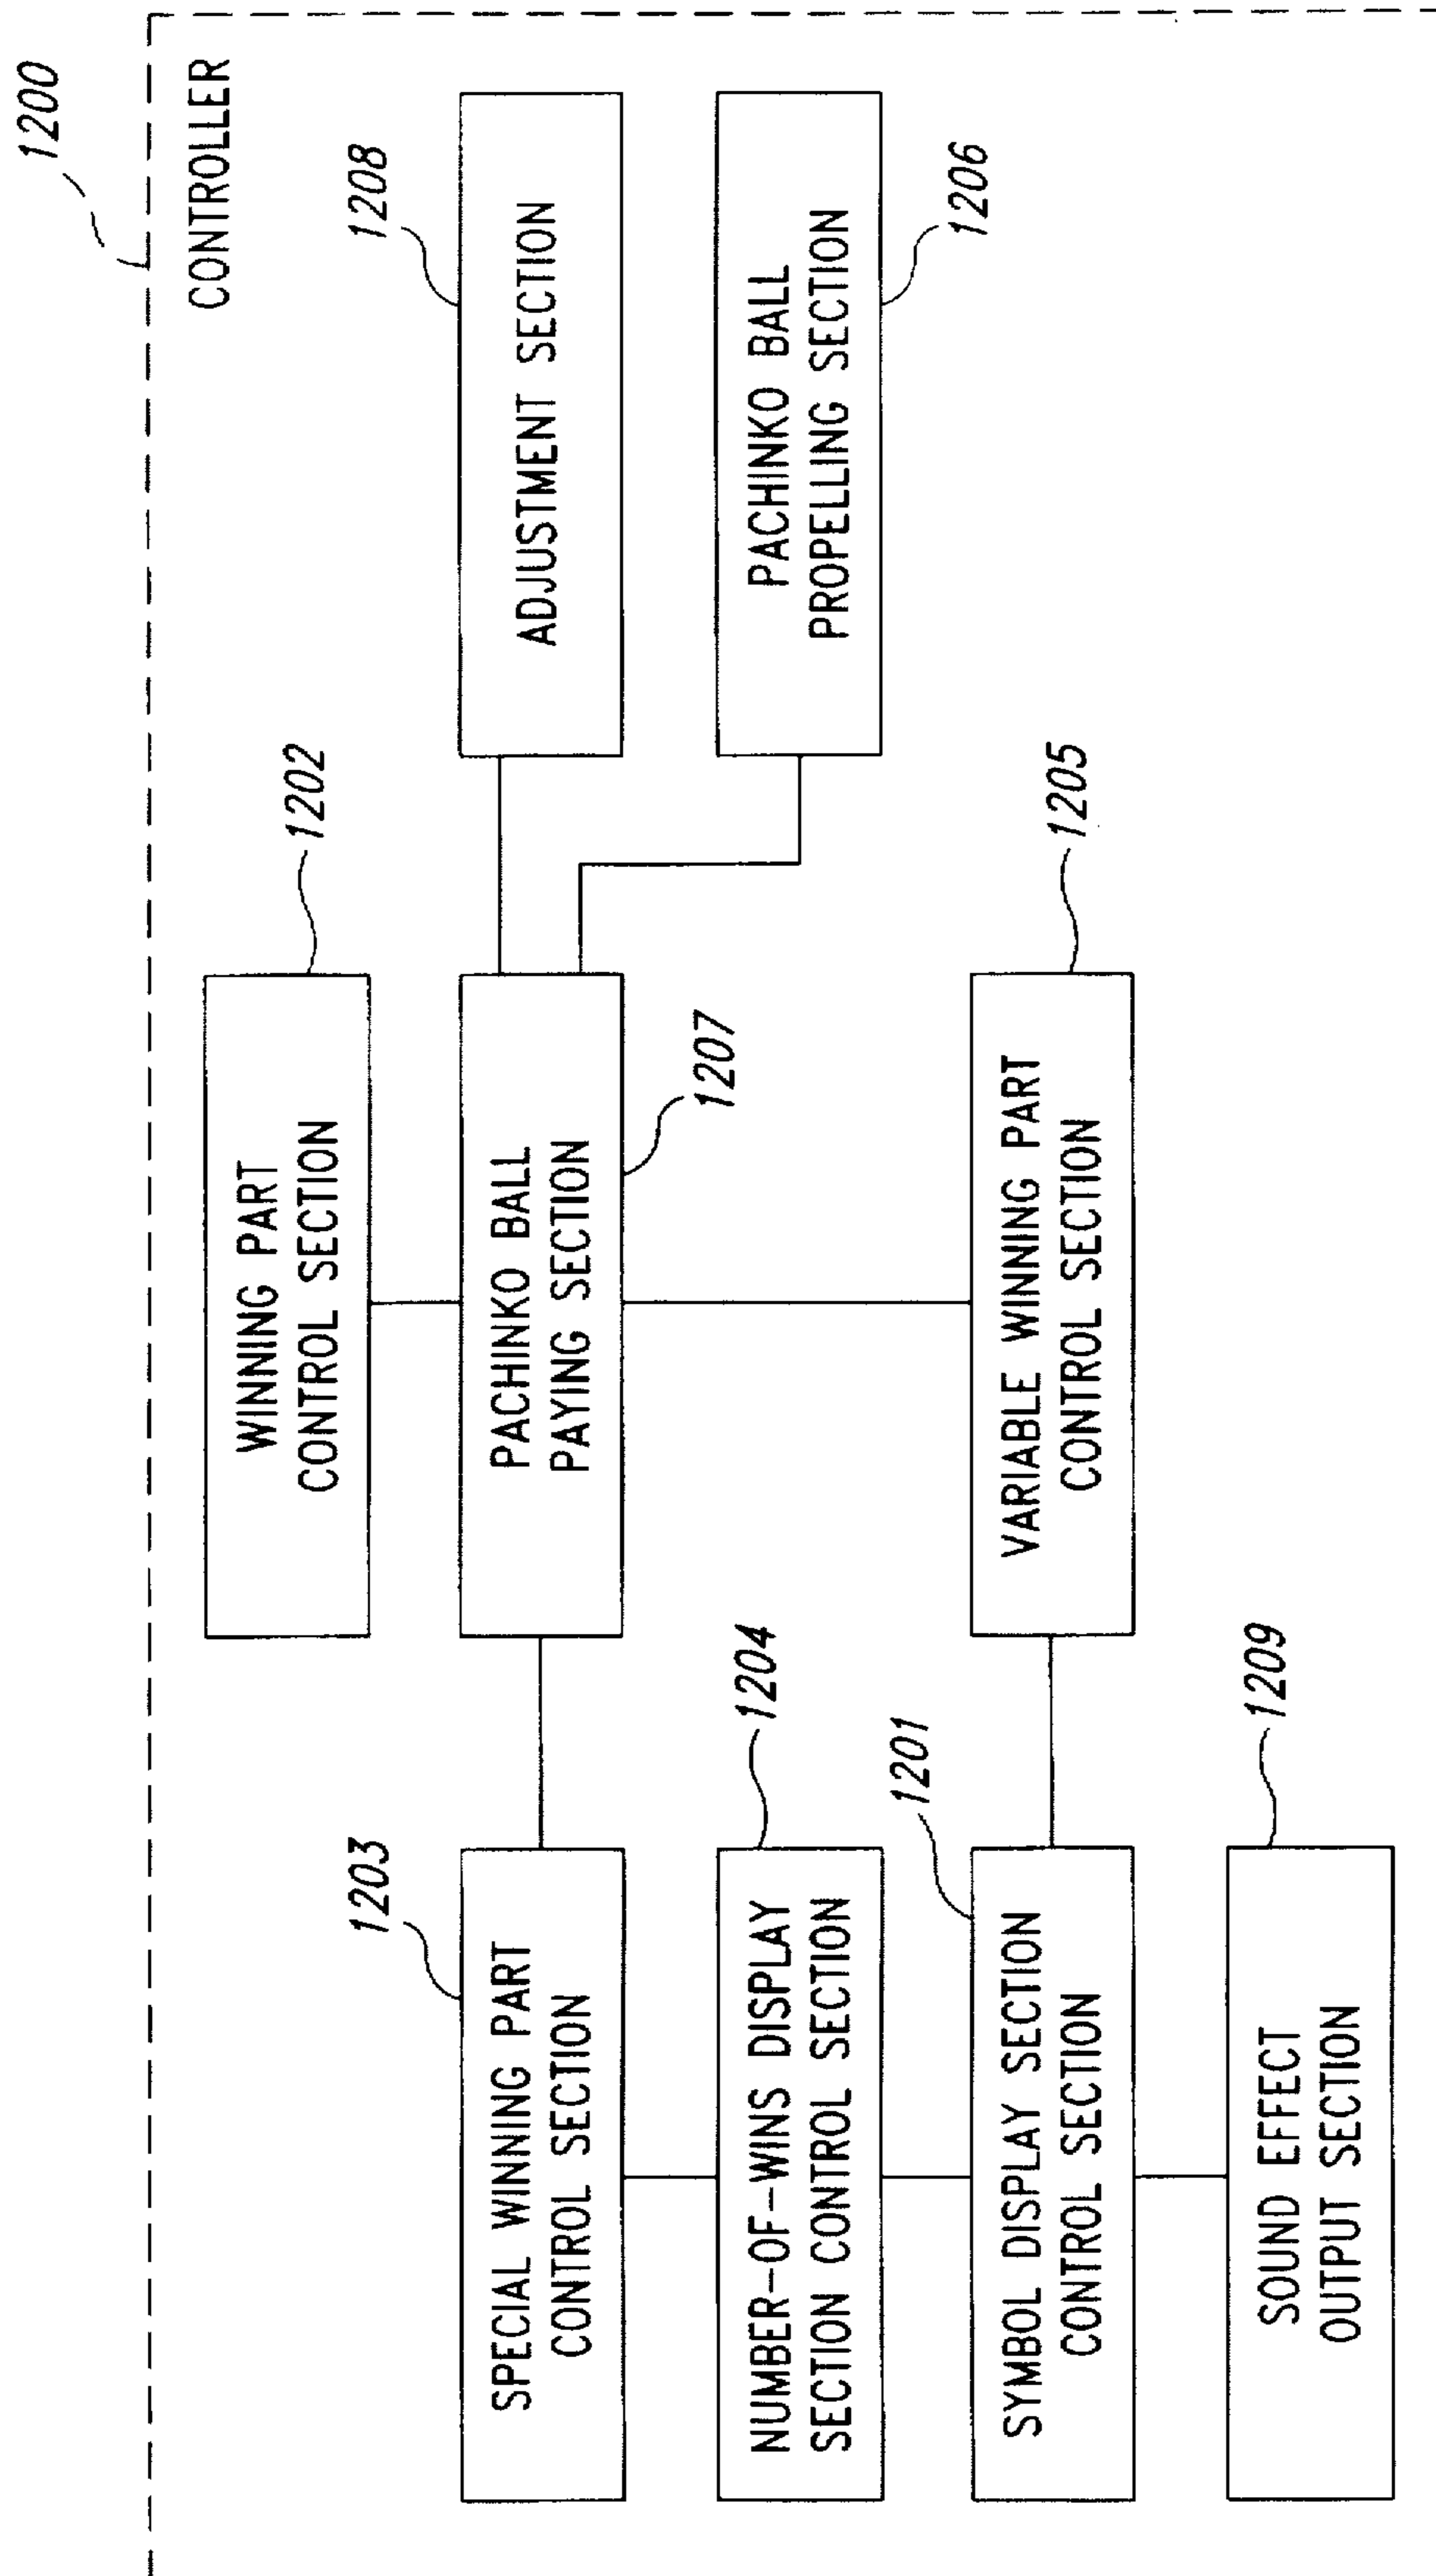 1200
CONTROLLER
1202
WINNING PART
CONTROL SECTION
1203
SPECIAL WINNING PART
CONTROL SECTION
PACHINKO BALL
PAYING SECTION
1207
1208
ADJUSTMENT SECTION
1204
NUMBER-OF-WINS DISPLAY
SECTION CONTROL SECTION
PACHINKO BALL
PROPELLING SECTION
1206
1201
SYMBOL DISPLAY SECTION
CONTROL SECTION
VARIABLE WINNING PART
CONTROL SECTION
1205
SOUND EFFECT
OUTPUT SECTION
1209